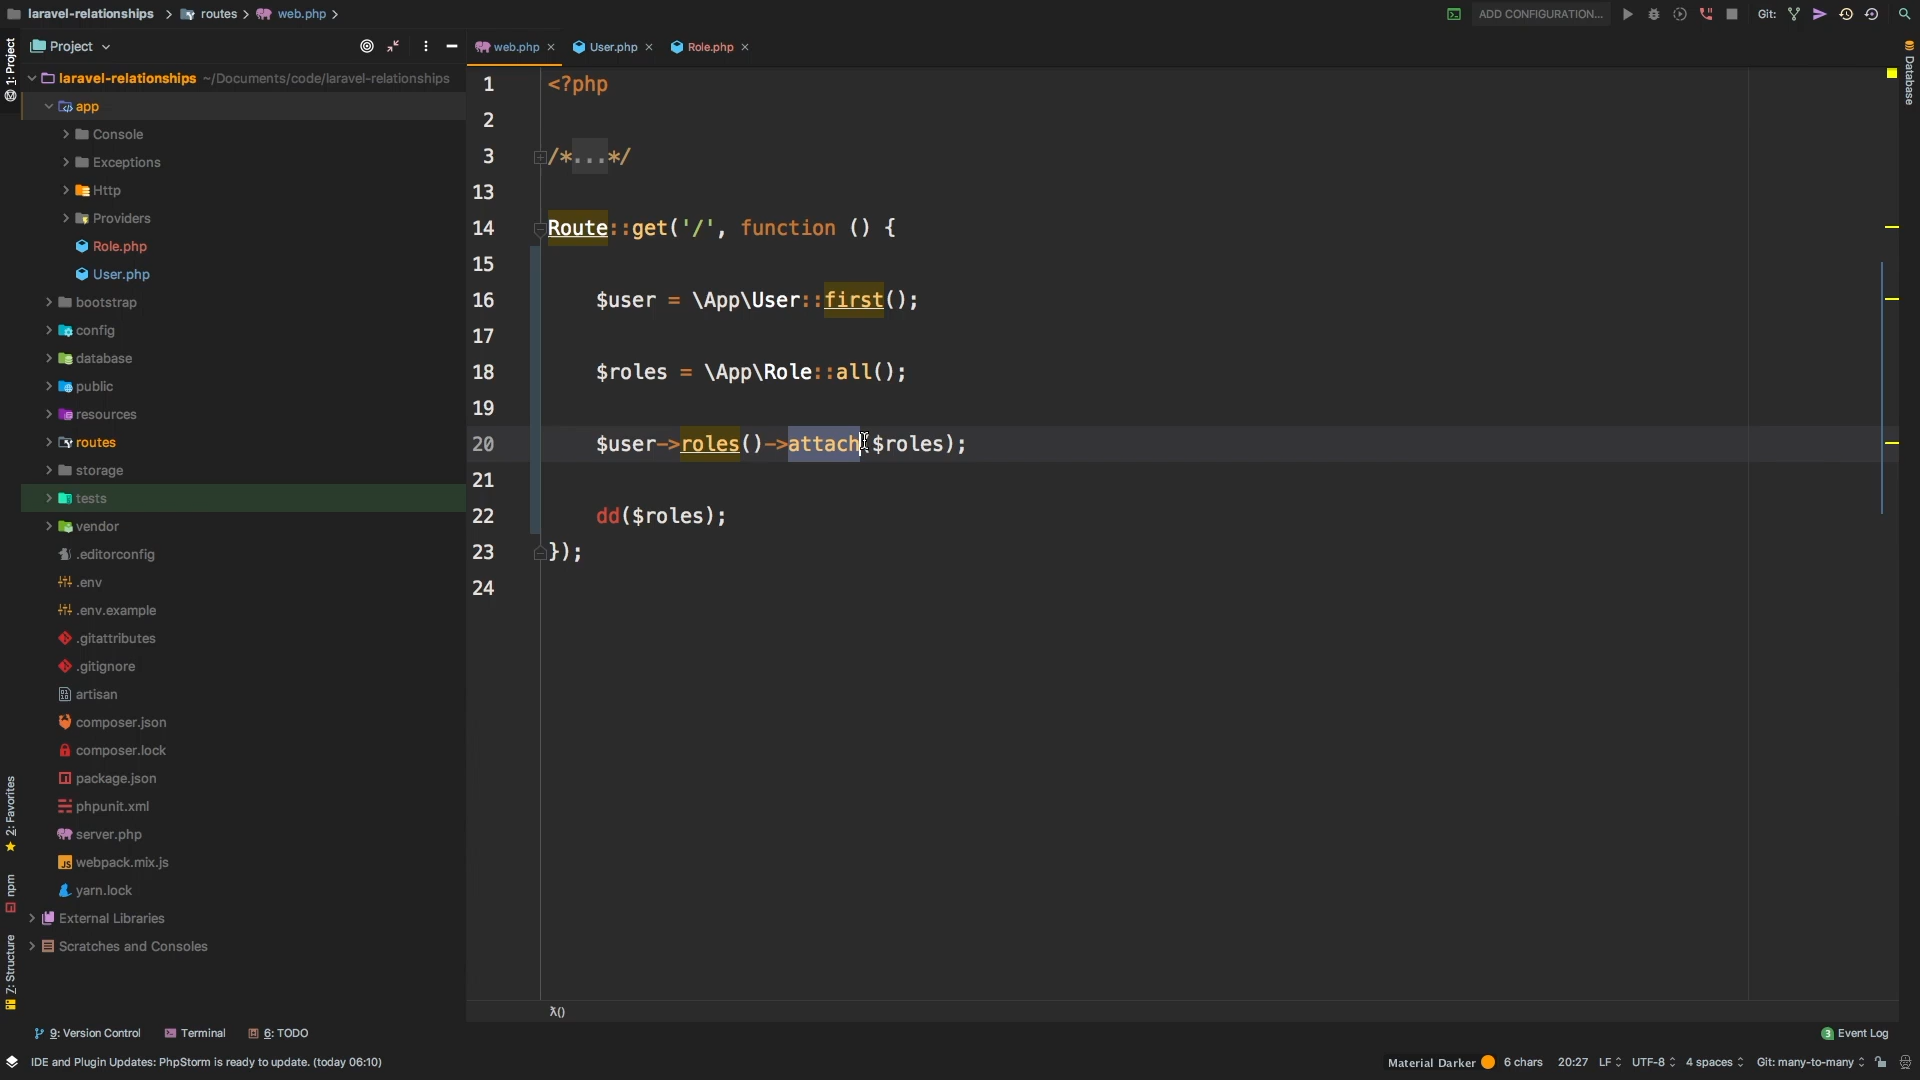 laravel-relationships routes web.php
ADD CONFIGURATION... Git:
Project
web.php User.php Role.php
1: Project
Database
laravel-relationships ~/Documents/code/laravel-relationships
app
Console
Exceptions
Http
Providers
Role.php
User.php
bootstrap
config
database
public
resources
routes
storage
tests
vendor
.editorconfig
.env
.env.example
.gitattributes
.gitignore
artisan
composer.json
composer.lock
package.json
phpunit.xml
server.php
webpack.mix.js
yarn.lock
External Libraries
Scratches and Consoles
2: Favorites
npm
Z: Structure
1 <?php
2
3 /*...*/
13
14 Route::get('/', function () {
15
16 $user = \App\User::first();
17
18 $roles = \App\Role::all();
19
20 $user->roles()->attach($roles);
21
22 dd($roles);
23 });
24
λ()
9: Version Control Terminal 6: TODO
3 Event Log
IDE and Plugin Updates: PhpStorm is ready to update. (today 06:10)
Material Darker 6 chars 20:27 LF UTF-8 4 spaces Git: many-to-many